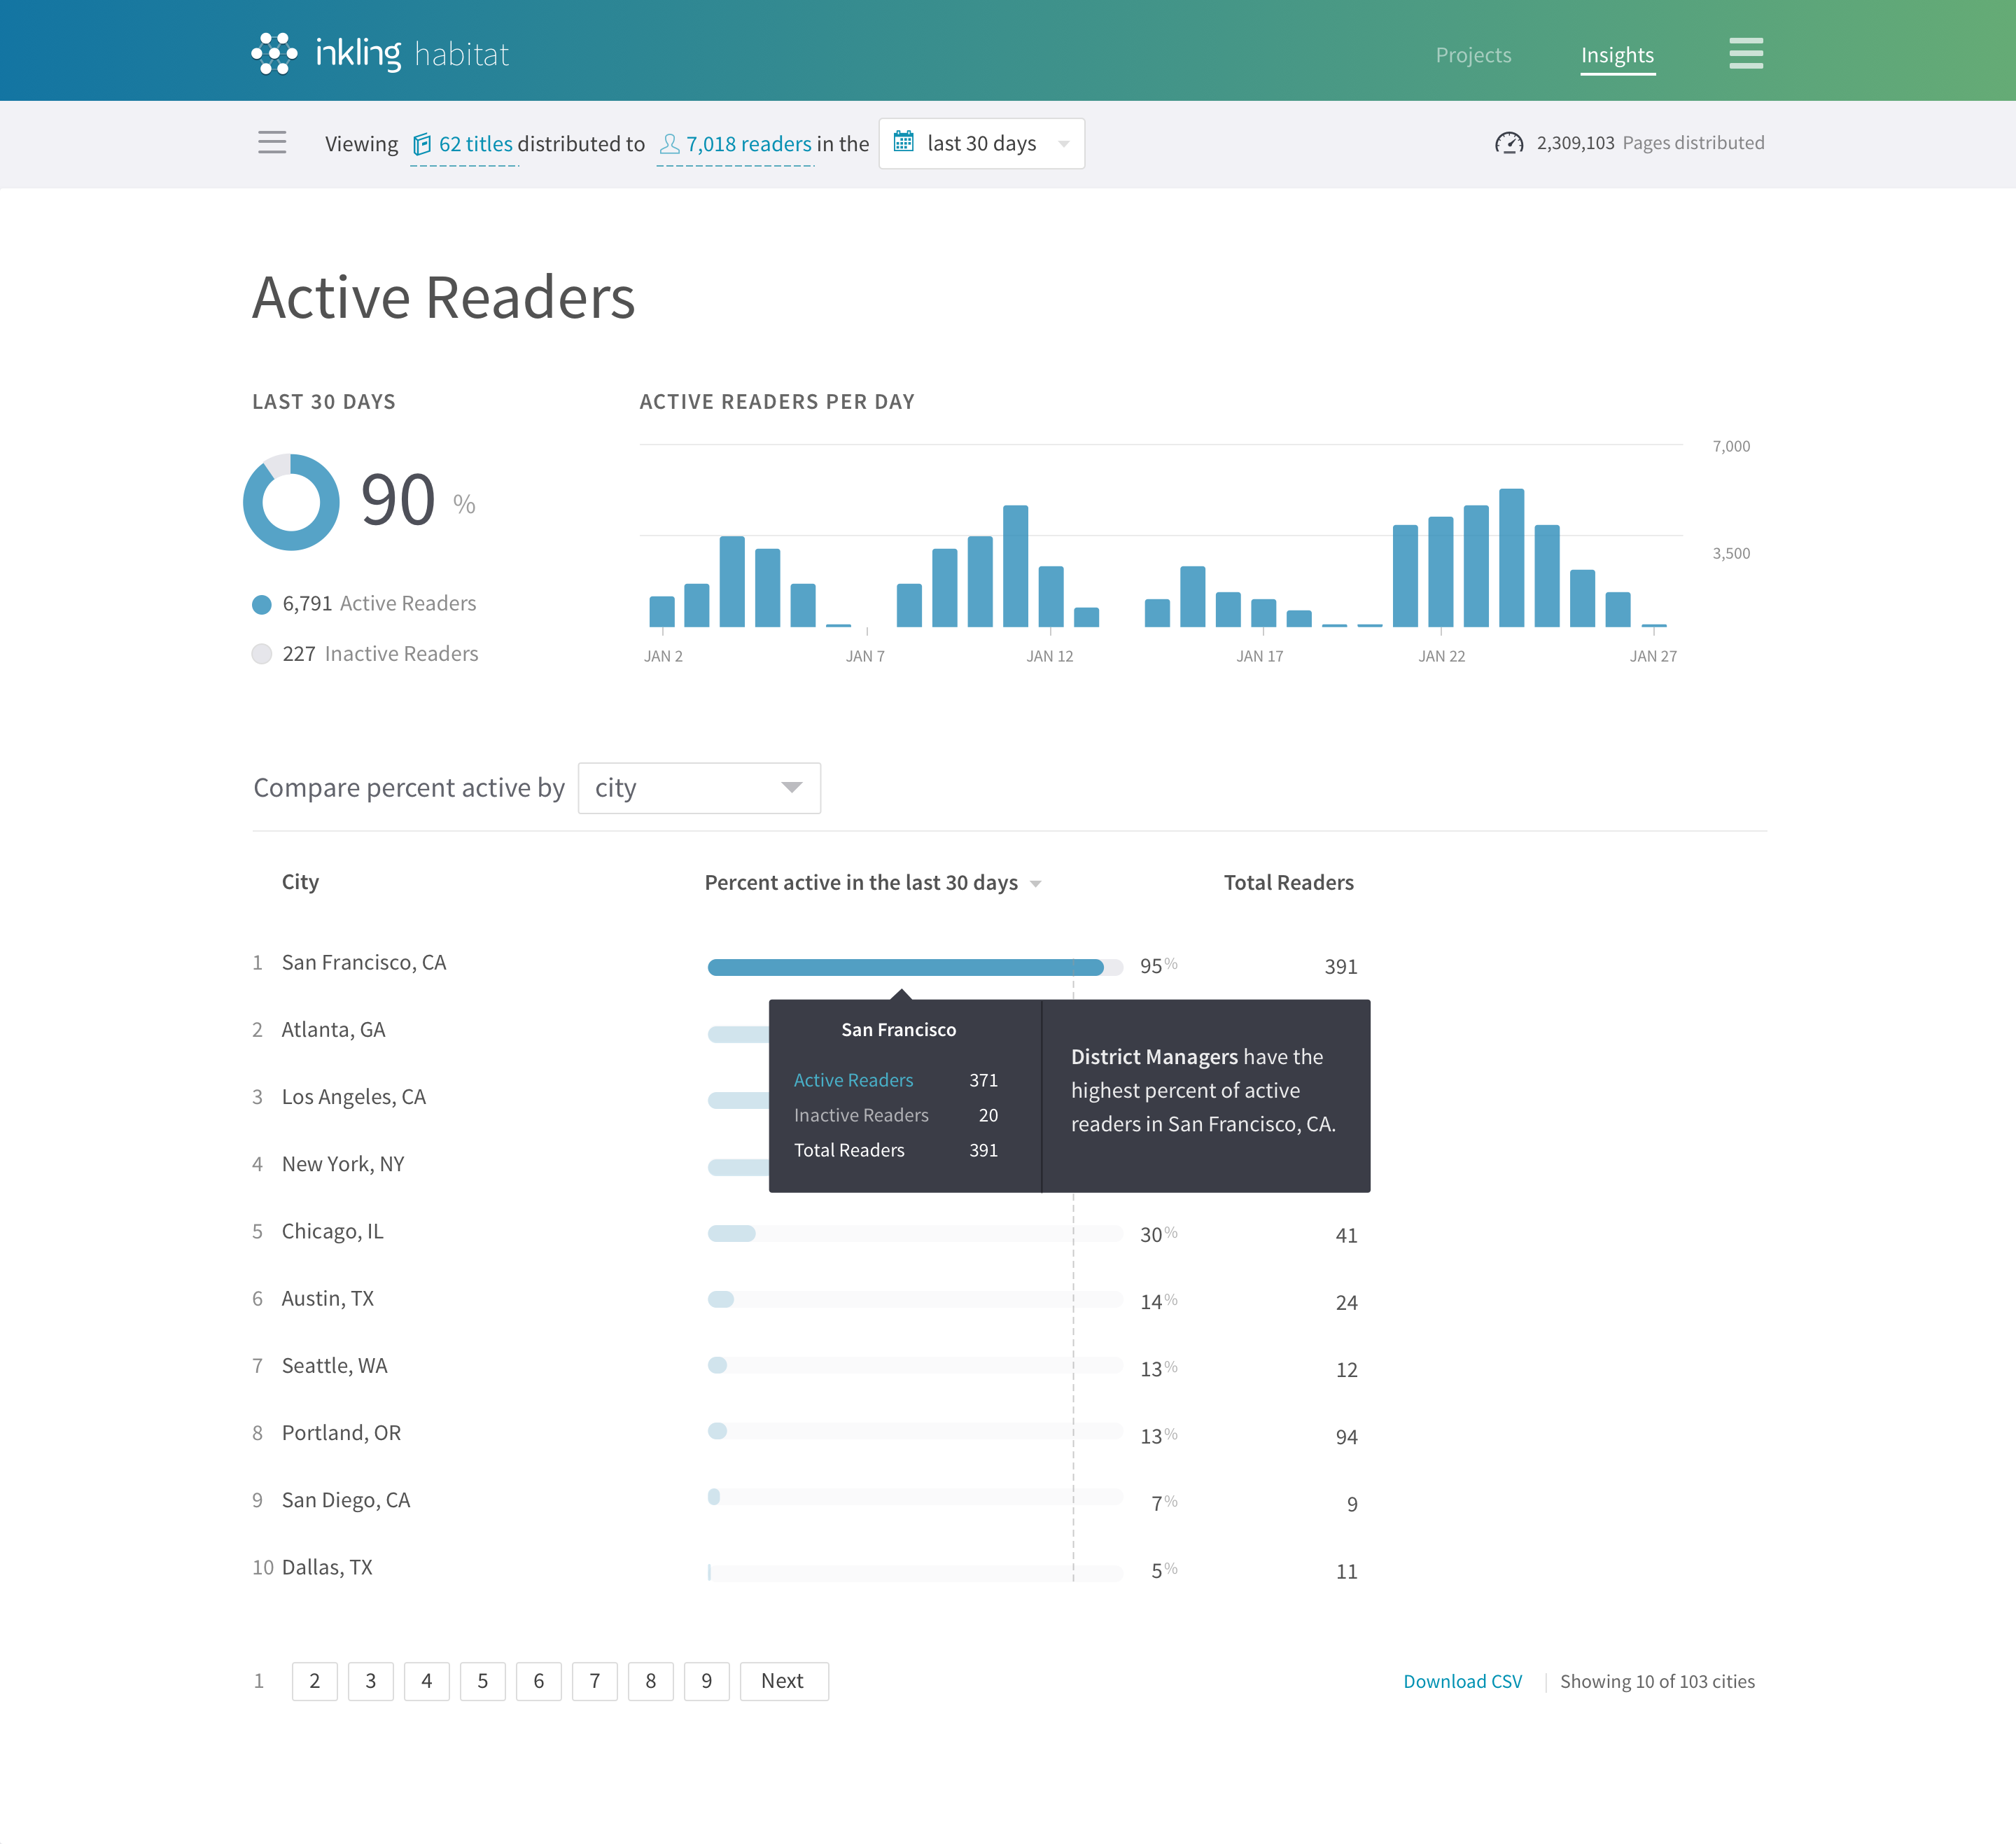 inkling habitat
Projects Insights
Viewing 62 titles distributed to 7,018 readers in the last 30 days 2,309,103 Pages distributed
Active Readers
LAST 30 DAYS
90 %
6,791 Active Readers
227 Inactive Readers
ACTIVE READERS PER DAY
7,000
3,500
JAN 2 JAN 7 JAN 12 JAN 17 JAN 22 JAN 27
Compare percent active by city
City Percent active in the last 30 days Total Readers
1 San Francisco, CA 95% 391
2 Atlanta, GA
3 Los Angeles, CA
4 New York, NY
San Francisco
Active Readers 371
Inactive Readers 20
Total Readers 391
District Managers have the
highest percent of active
readers in San Francisco, CA.
5 Chicago, IL 30% 41
6 Austin, TX 14% 24
7 Seattle, WA 13% 12
8 Portland, OR 13% 94
9 San Diego, CA 7% 9
10 Dallas, TX 5% 11
1 2 3 4 5 6 7 8 9 Next Download CSV Showing 10 of 103 cities